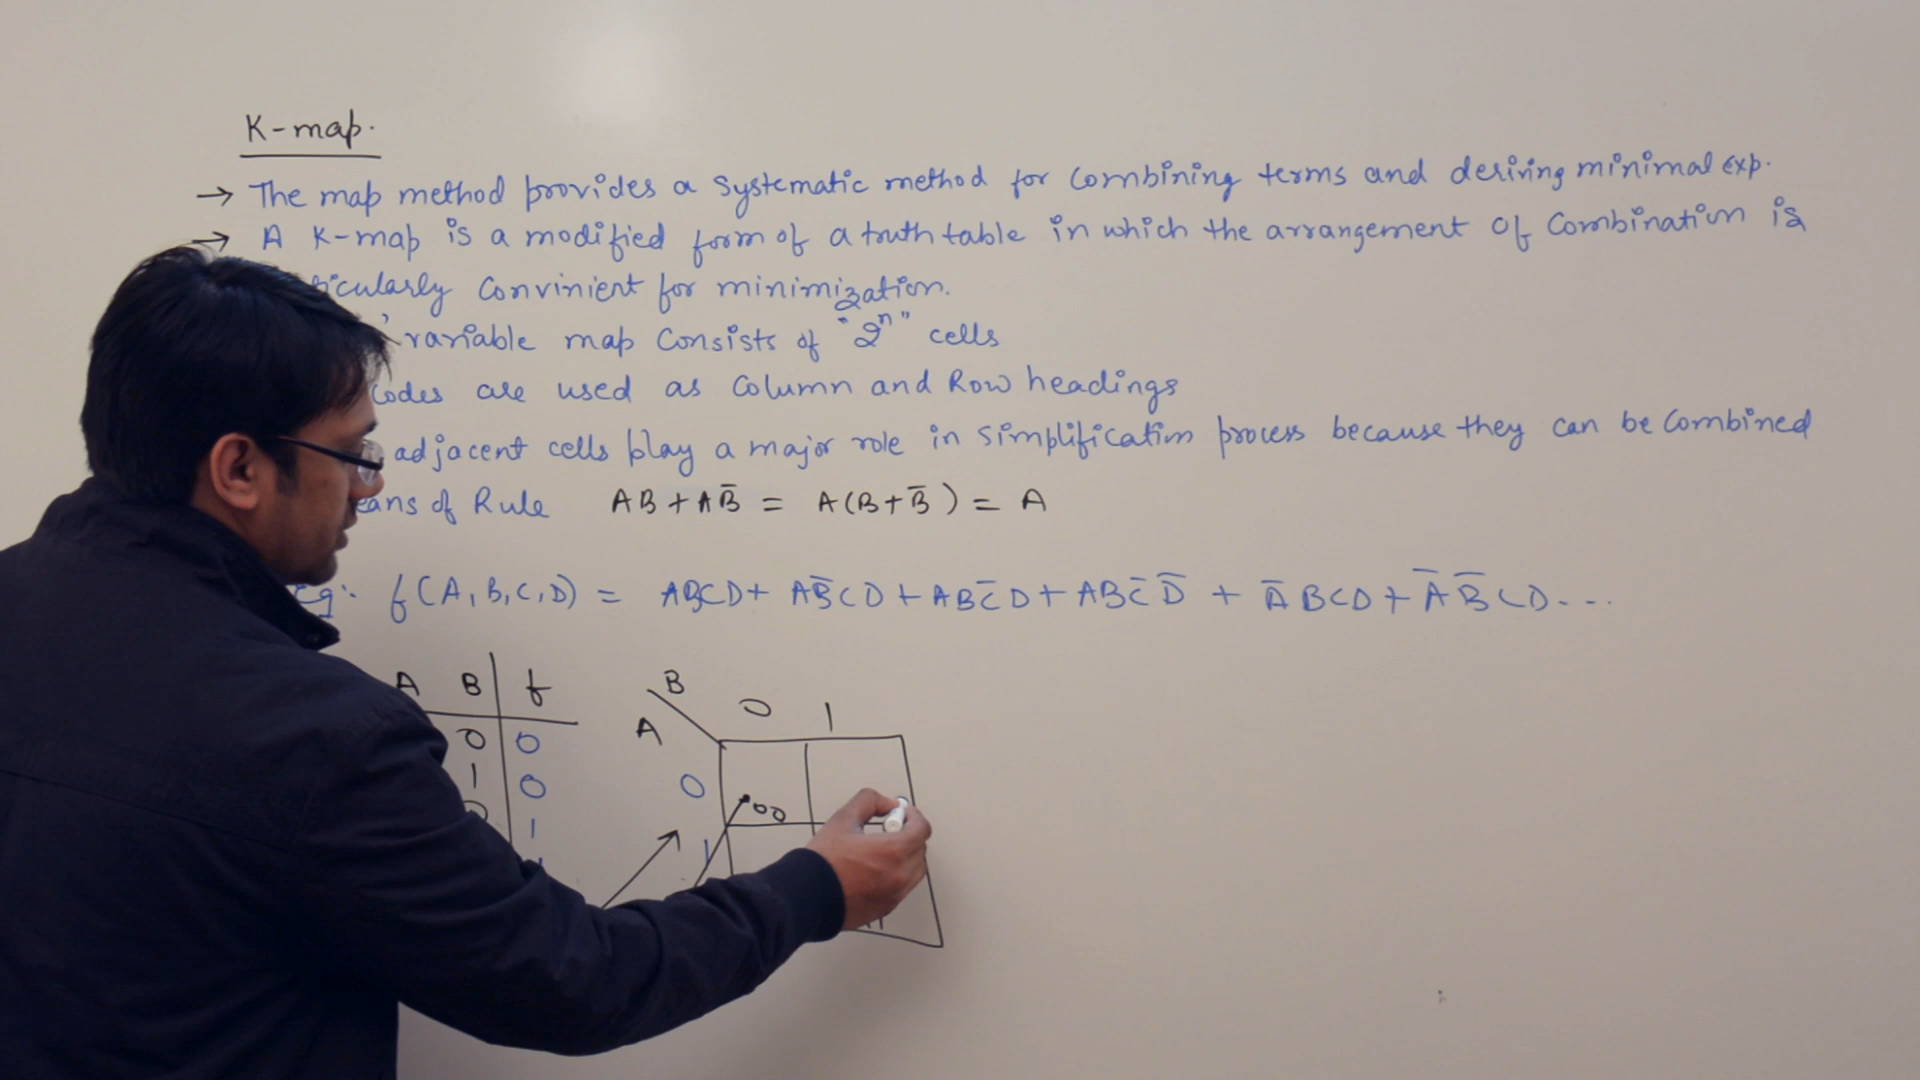 K-map.
→ The map method provides a systematic method for combining terms and deriving minimal exp.
→ A K-map is a modified form of a truth table in which the arrangement of combination is
cularly convinient for minimization.
variable map consists of "2ⁿ" cells
codes are used as column and Row headings
adjacent cells play a major role in simplification process because they can be combined
of Rule AB + AB̅ = A(B+B̅) = A
Eg: f(A,B,C,D) = ABCD + AB̅CD + ABC̅D + ABC̅D̅ + A̅BCD + A̅B̅CD...
A B f
B
0 1
A
0 0
0
1 0
00
0 1
1